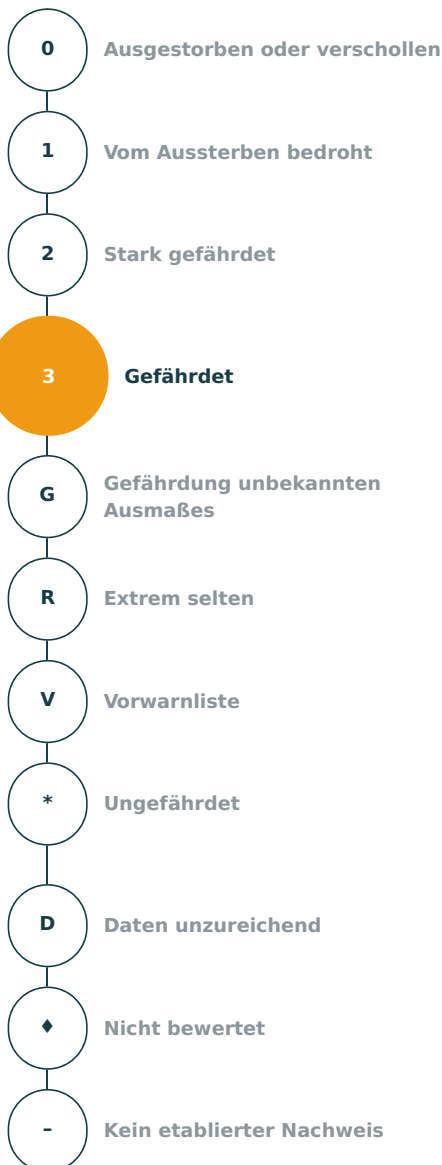 0 Ausgestorben oder verschollen
1 Vom Aussterben bedroht
2 Stark gefährdet
3 Gefährdet
G Gefährdung unbekannten
Ausmaßes
R Extrem selten
V Vorwarnliste
* Ungefährdet
D Daten unzureichend
♦ Nicht bewertet
– Kein etablierter Nachweis